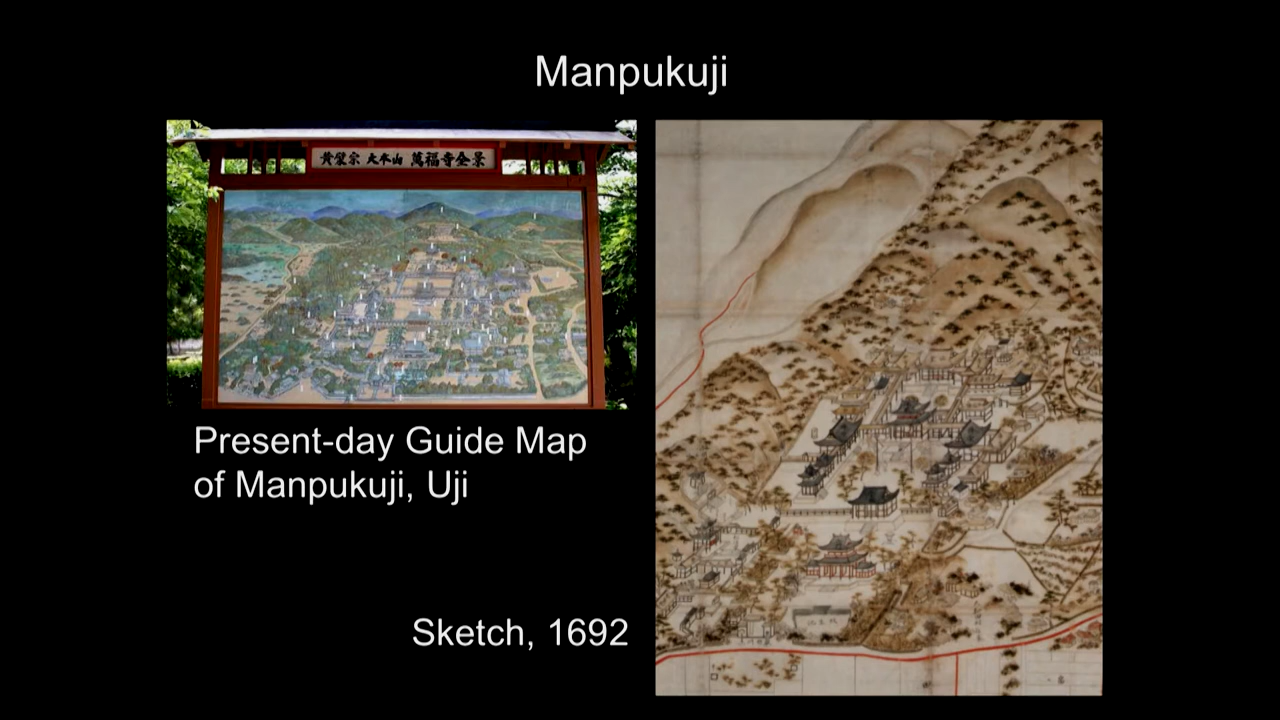 Manpukuji
黄檗宗 大本山 萬福寺全景
Present-day Guide Map
of Manpukuji, Uji
Sketch, 1692